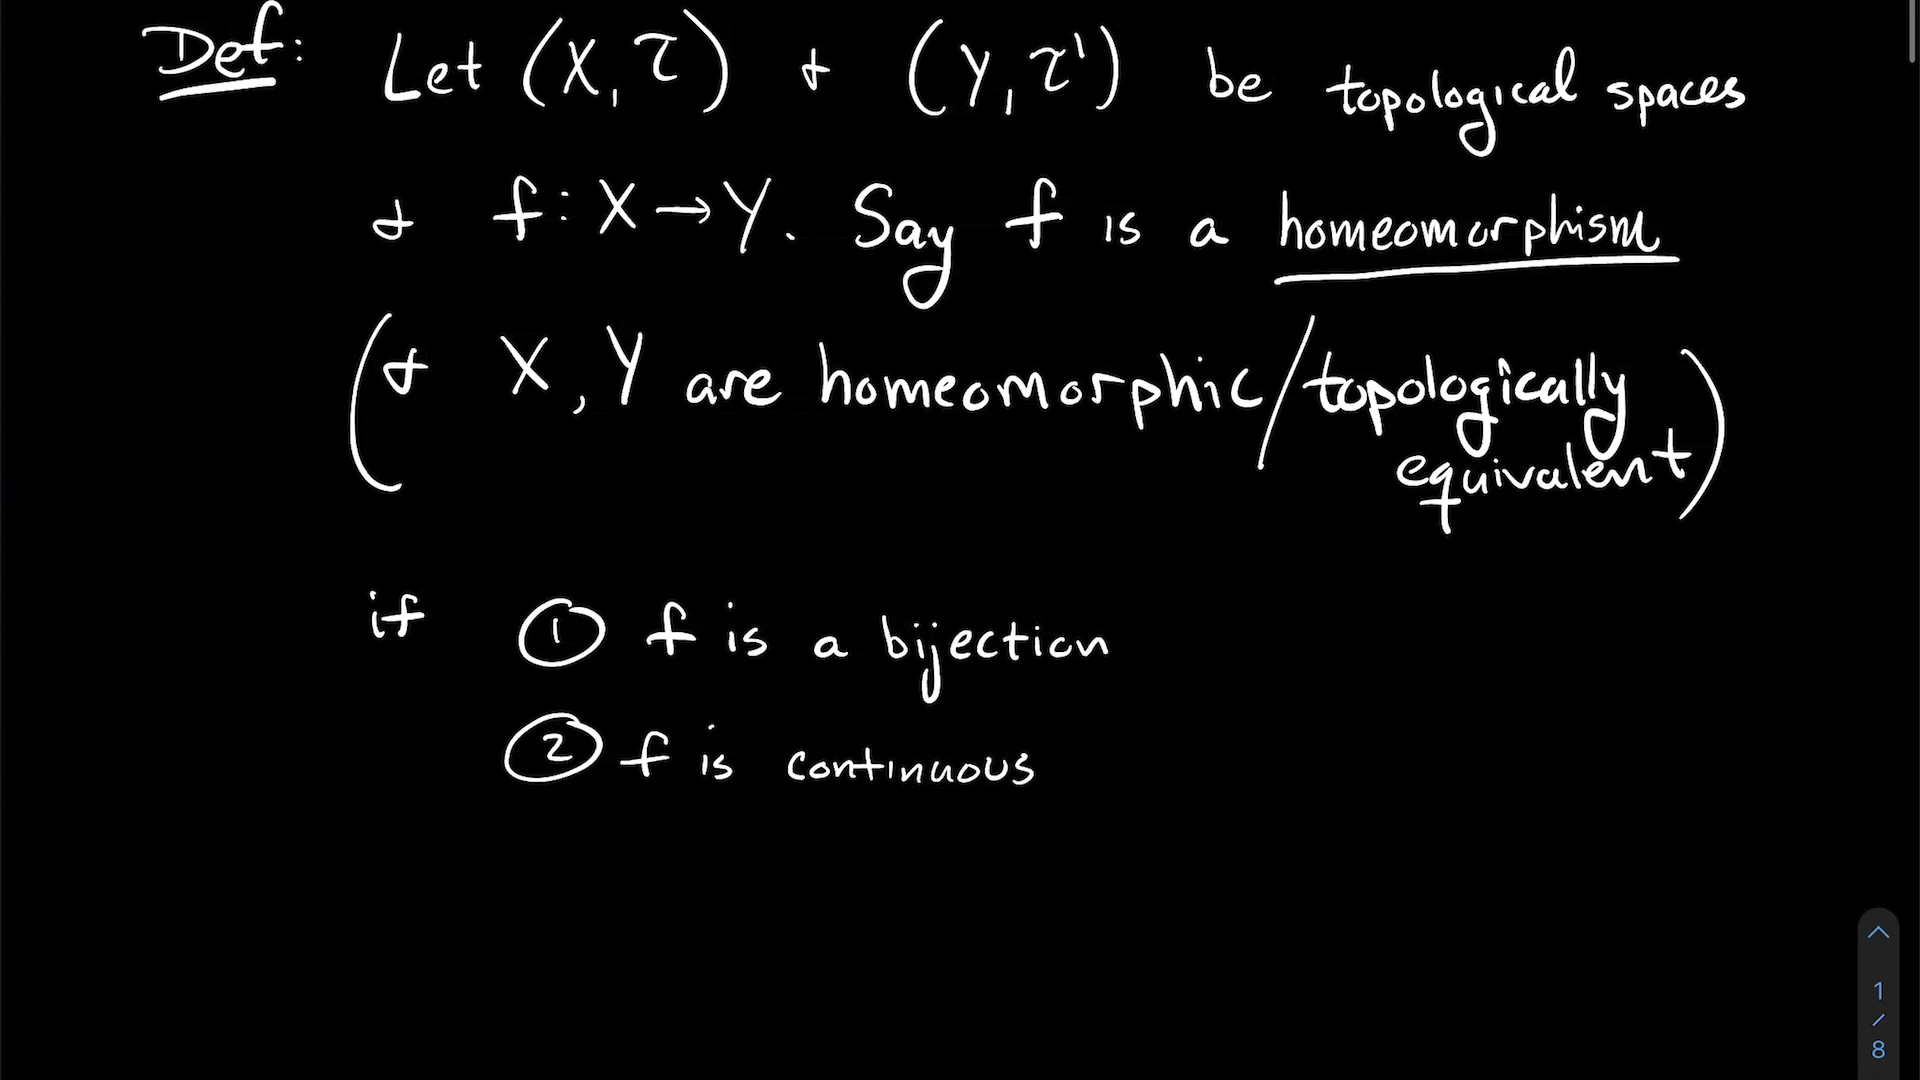 Def: Let (X, τ) & (Y, τ') be topological spaces
& f: X → Y. Say f is a homeomorphism
(& X, Y are homeomorphic/topologically
equivalent)
if ① f is a bijection
② f is continuous
1
/
8